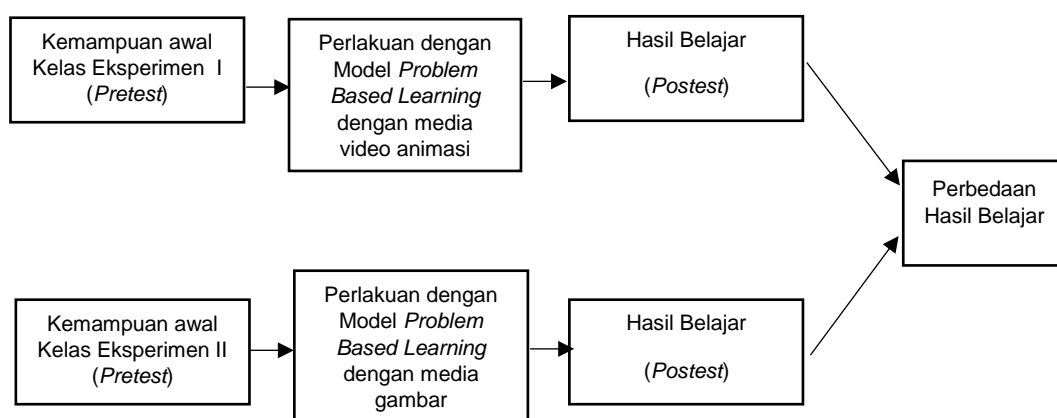 Kemampuan awal
Kelas Eksperimen I
(Pretest)
Perlakuan dengan
Model Problem
Based Learning
dengan media
video animasi
Hasil Belajar
(Postest)
Perbedaan
Hasil Belajar
Kemampuan awal
Kelas Eksperimen II
(Pretest)
Perlakuan dengan
Model Problem
Based Learning
dengan media
gambar
Hasil Belajar
(Postest)